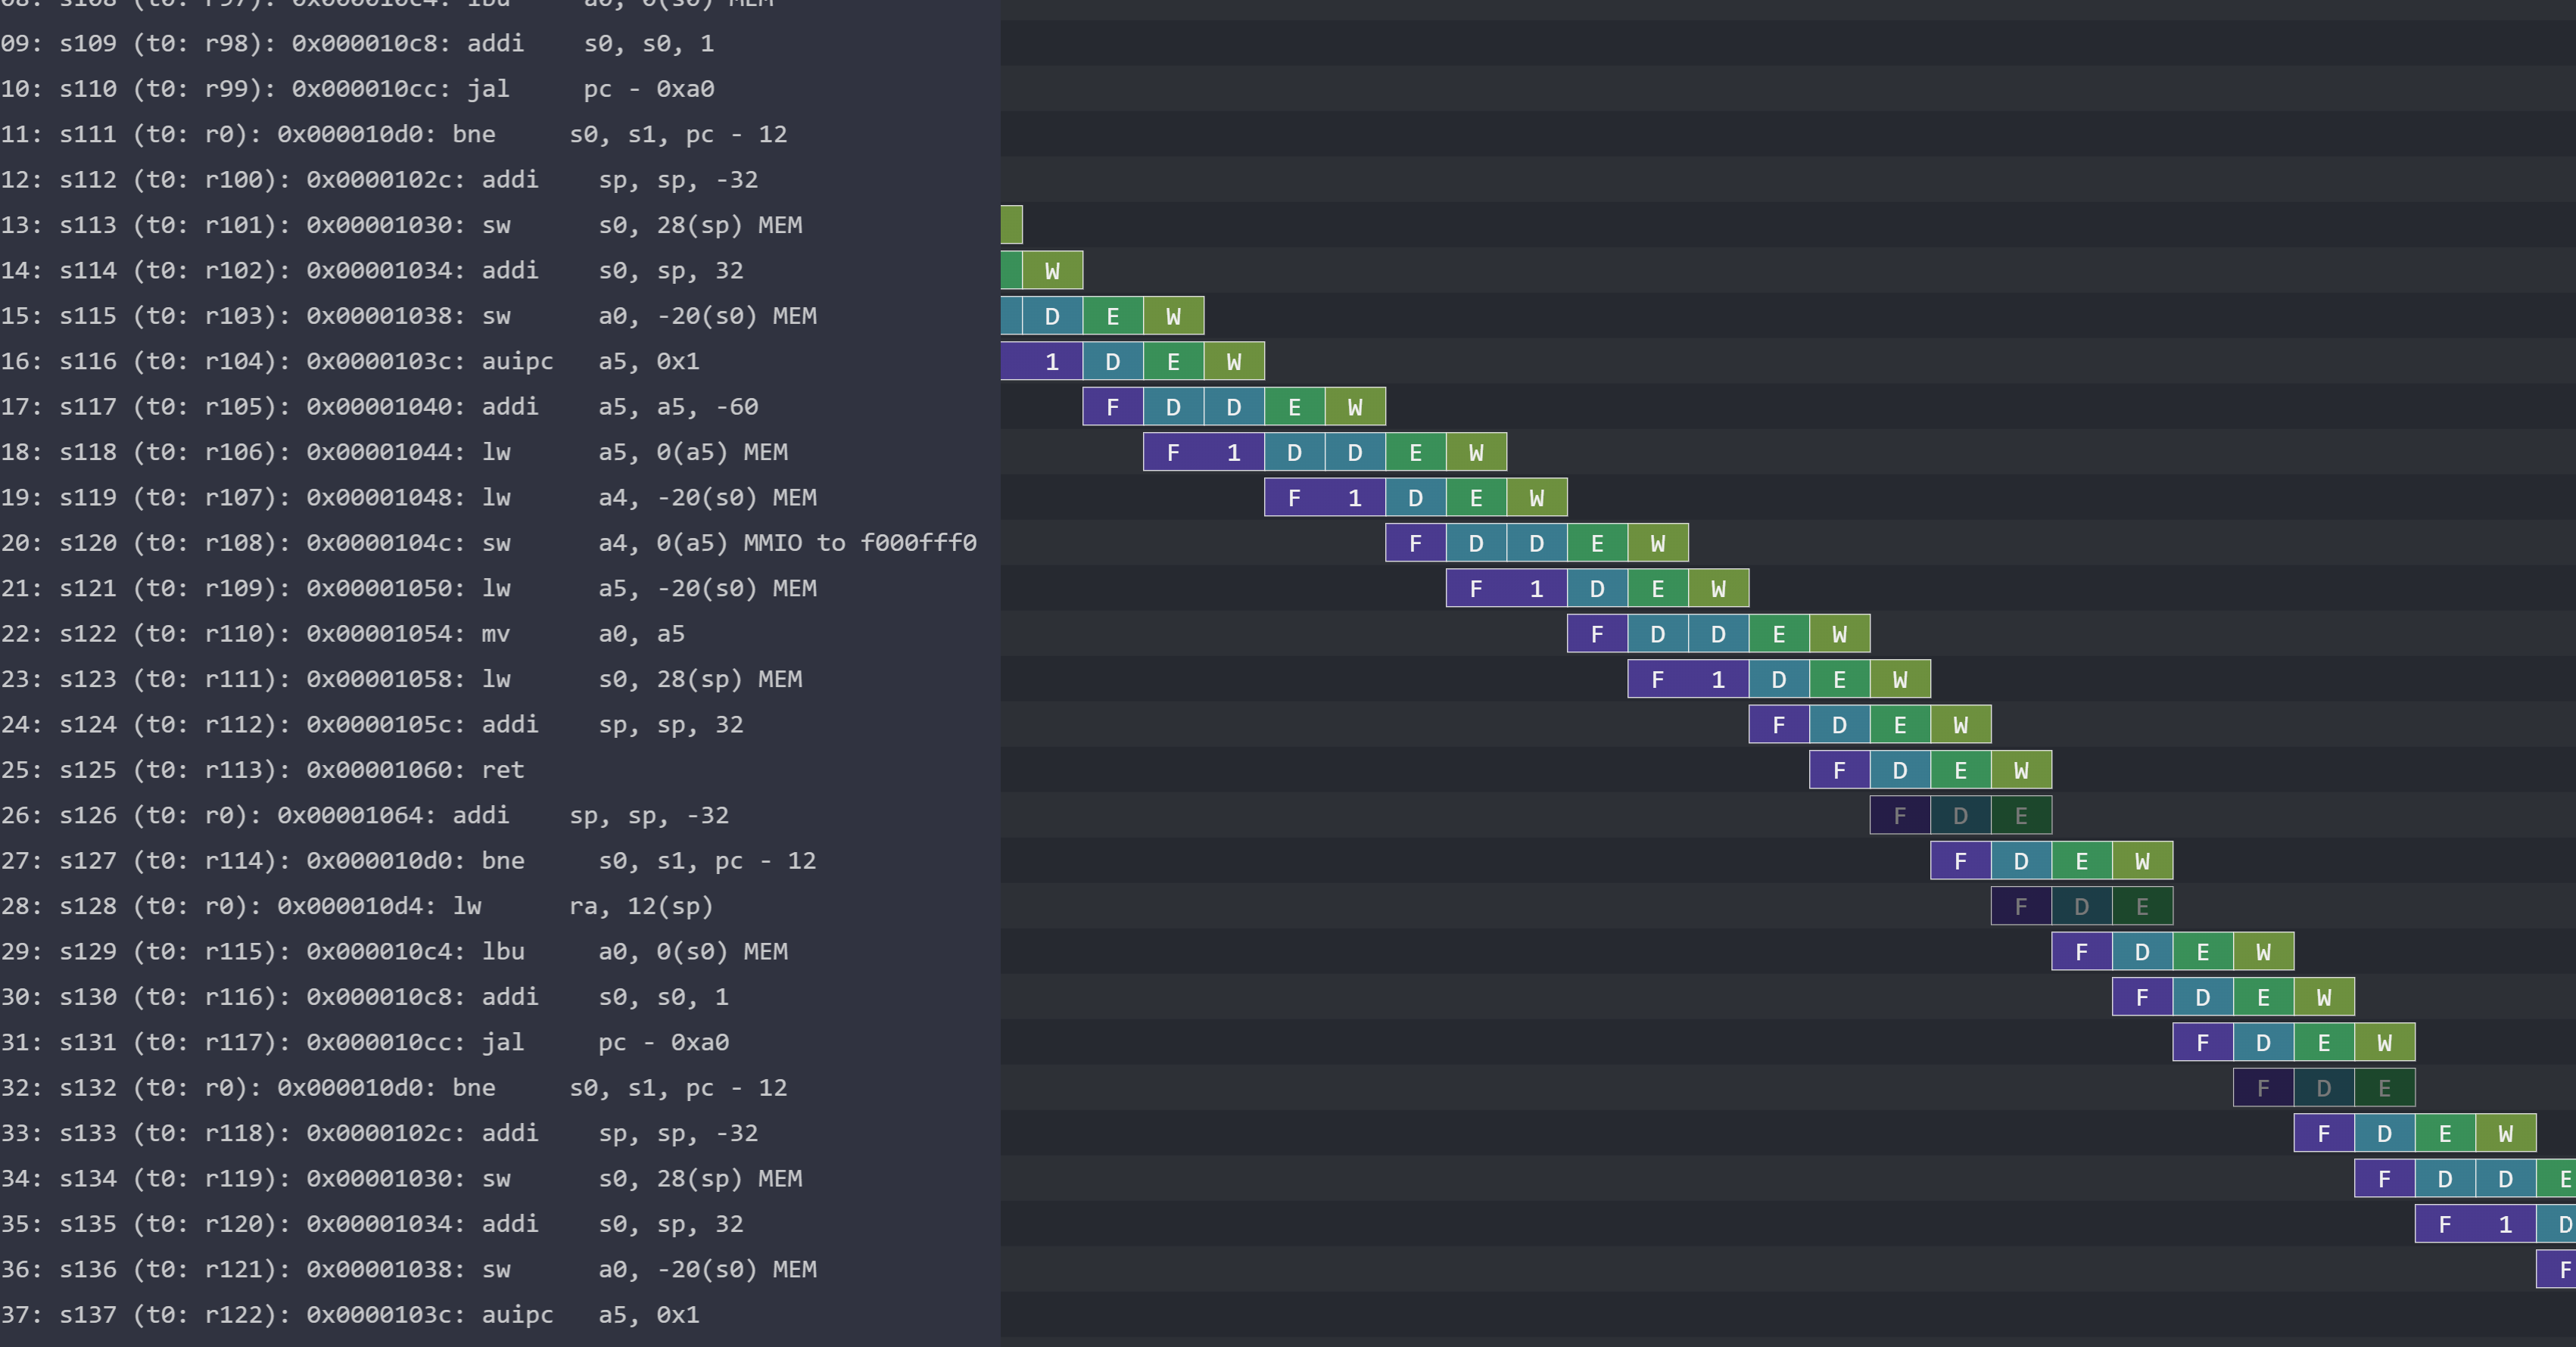 08: s108 (t0: r97): 0x000010c4: lbu a0, 0(s0) MEM
09: s109 (t0: r98): 0x000010c8: addi s0, s0, 1
10: s110 (t0: r99): 0x000010cc: jal pc - 0xa0
11: s111 (t0: r0): 0x000010d0: bne s0, s1, pc - 12
12: s112 (t0: r100): 0x0000102c: addi sp, sp, -32
13: s113 (t0: r101): 0x00001030: sw s0, 28(sp) MEM
14: s114 (t0: r102): 0x00001034: addi s0, sp, 32 W
15: s115 (t0: r103): 0x00001038: sw a0, -20(s0) MEM D E W
16: s116 (t0: r104): 0x0000103c: auipc a5, 0x1 1 D E W
17: s117 (t0: r105): 0x00001040: addi a5, a5, -60 F D D E W
18: s118 (t0: r106): 0x00001044: lw a5, 0(a5) MEM F 1 D D E W
19: s119 (t0: r107): 0x00001048: lw a4, -20(s0) MEM F 1 D E W
20: s120 (t0: r108): 0x0000104c: sw a4, 0(a5) MMIO to f000fff0 F D D E W
21: s121 (t0: r109): 0x00001050: lw a5, -20(s0) MEM F 1 D E W
22: s122 (t0: r110): 0x00001054: mv a0, a5 F D D E W
23: s123 (t0: r111): 0x00001058: lw s0, 28(sp) MEM F 1 D E W
24: s124 (t0: r112): 0x0000105c: addi sp, sp, 32 F D E W
25: s125 (t0: r113): 0x00001060: ret F D E W
26: s126 (t0: r0): 0x00001064: addi sp, sp, -32 F D E
27: s127 (t0: r114): 0x000010d0: bne s0, s1, pc - 12 F D E W
28: s128 (t0: r0): 0x000010d4: lw ra, 12(sp) F D E
29: s129 (t0: r115): 0x000010c4: lbu a0, 0(s0) MEM F D E W
30: s130 (t0: r116): 0x000010c8: addi s0, s0, 1 F D E W
31: s131 (t0: r117): 0x000010cc: jal pc - 0xa0 F D E W
32: s132 (t0: r0): 0x000010d0: bne s0, s1, pc - 12 F D E
33: s133 (t0: r118): 0x0000102c: addi sp, sp, -32 F D E W
34: s134 (t0: r119): 0x00001030: sw s0, 28(sp) MEM F D D E
35: s135 (t0: r120): 0x00001034: addi s0, sp, 32 F 1 D
36: s136 (t0: r121): 0x00001038: sw a0, -20(s0) MEM F
37: s137 (t0: r122): 0x0000103c: auipc a5, 0x1